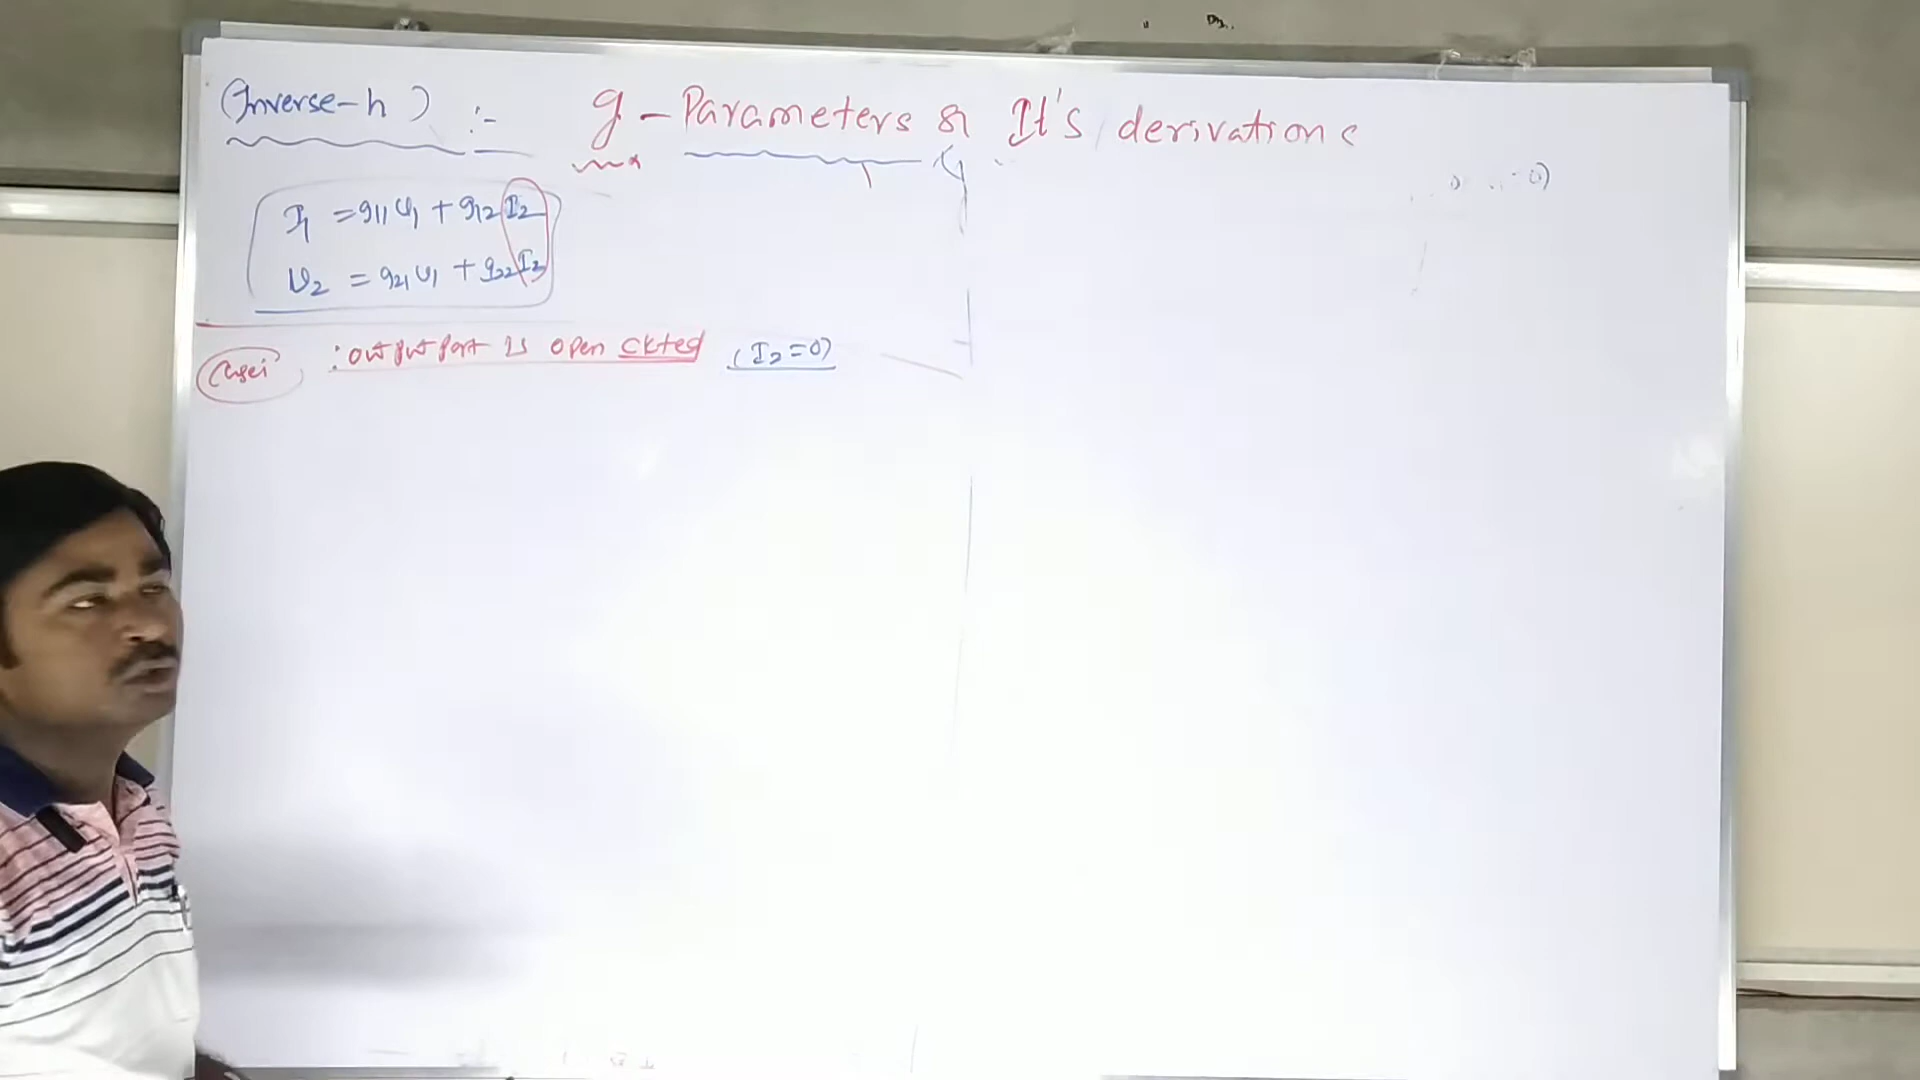 (Inverse-h) :- g-Parameters & It's derivations
I1 = g11 V1 + g12 I2
V2 = g21 V1 + g22 I2
Case i : output port is open ckted (I2=0)